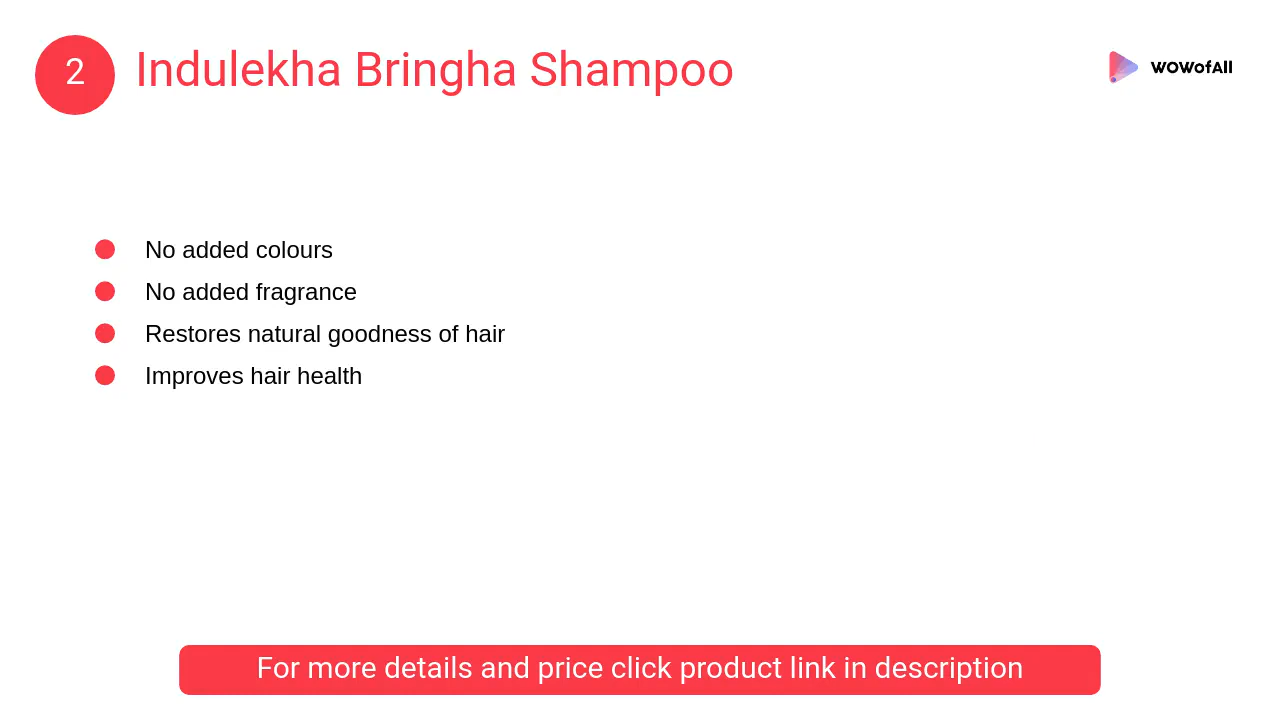 2
Indulekha Bringha Shampoo
WOWofAll
No added colours
No added fragrance
Restores natural goodness of hair
Improves hair health
For more details and price click product link in description